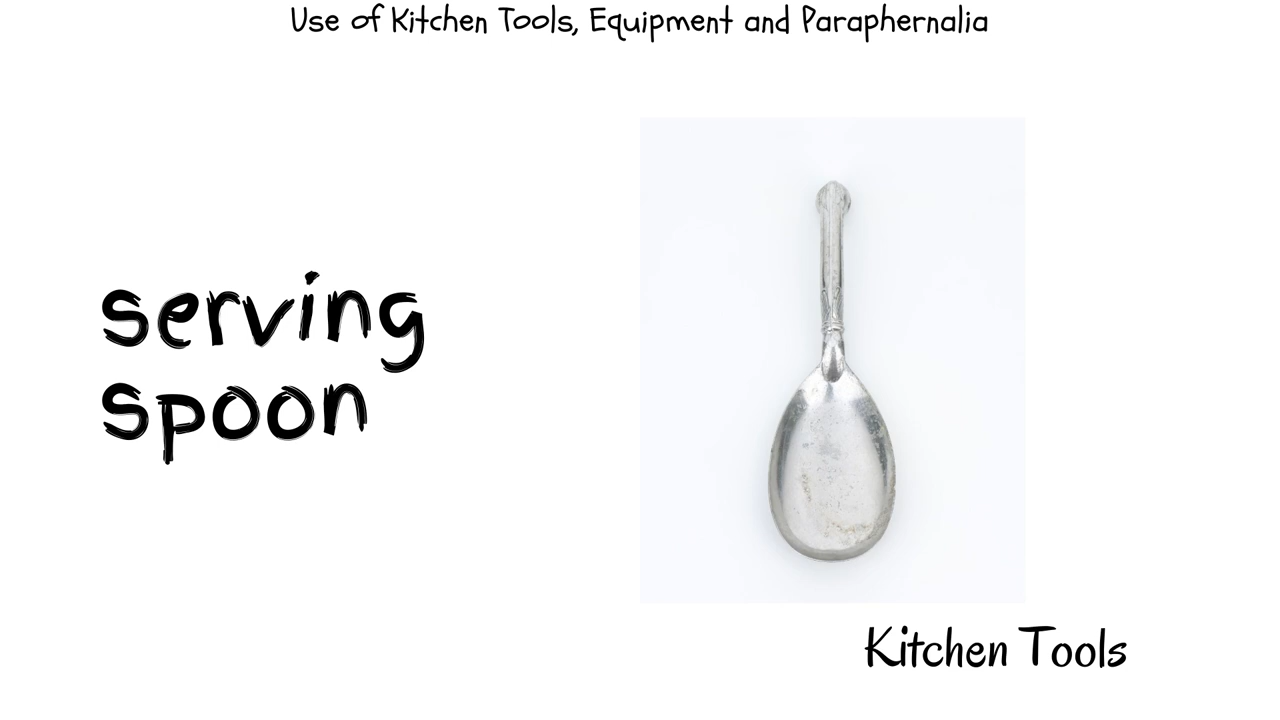 Use of Kitchen Tools, Equipment and Paraphernalia
serving
spoon
Kitchen Tools